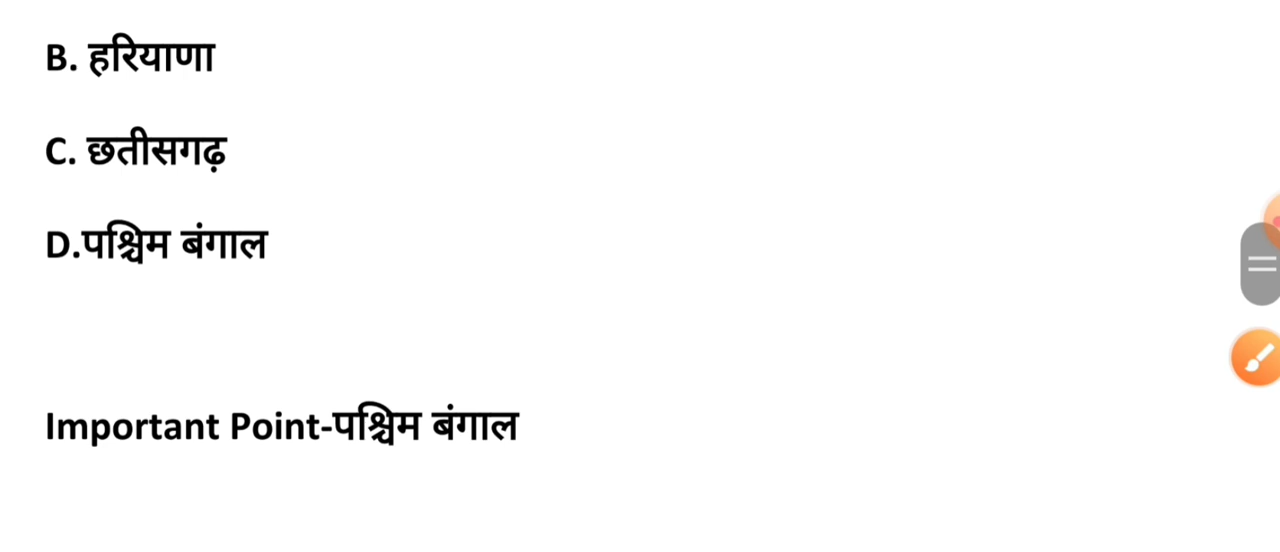 B. हरियाणा
C. छतीसगढ़
D.पश्चिम बंगाल
Important Point-पश्चिम बंगाल